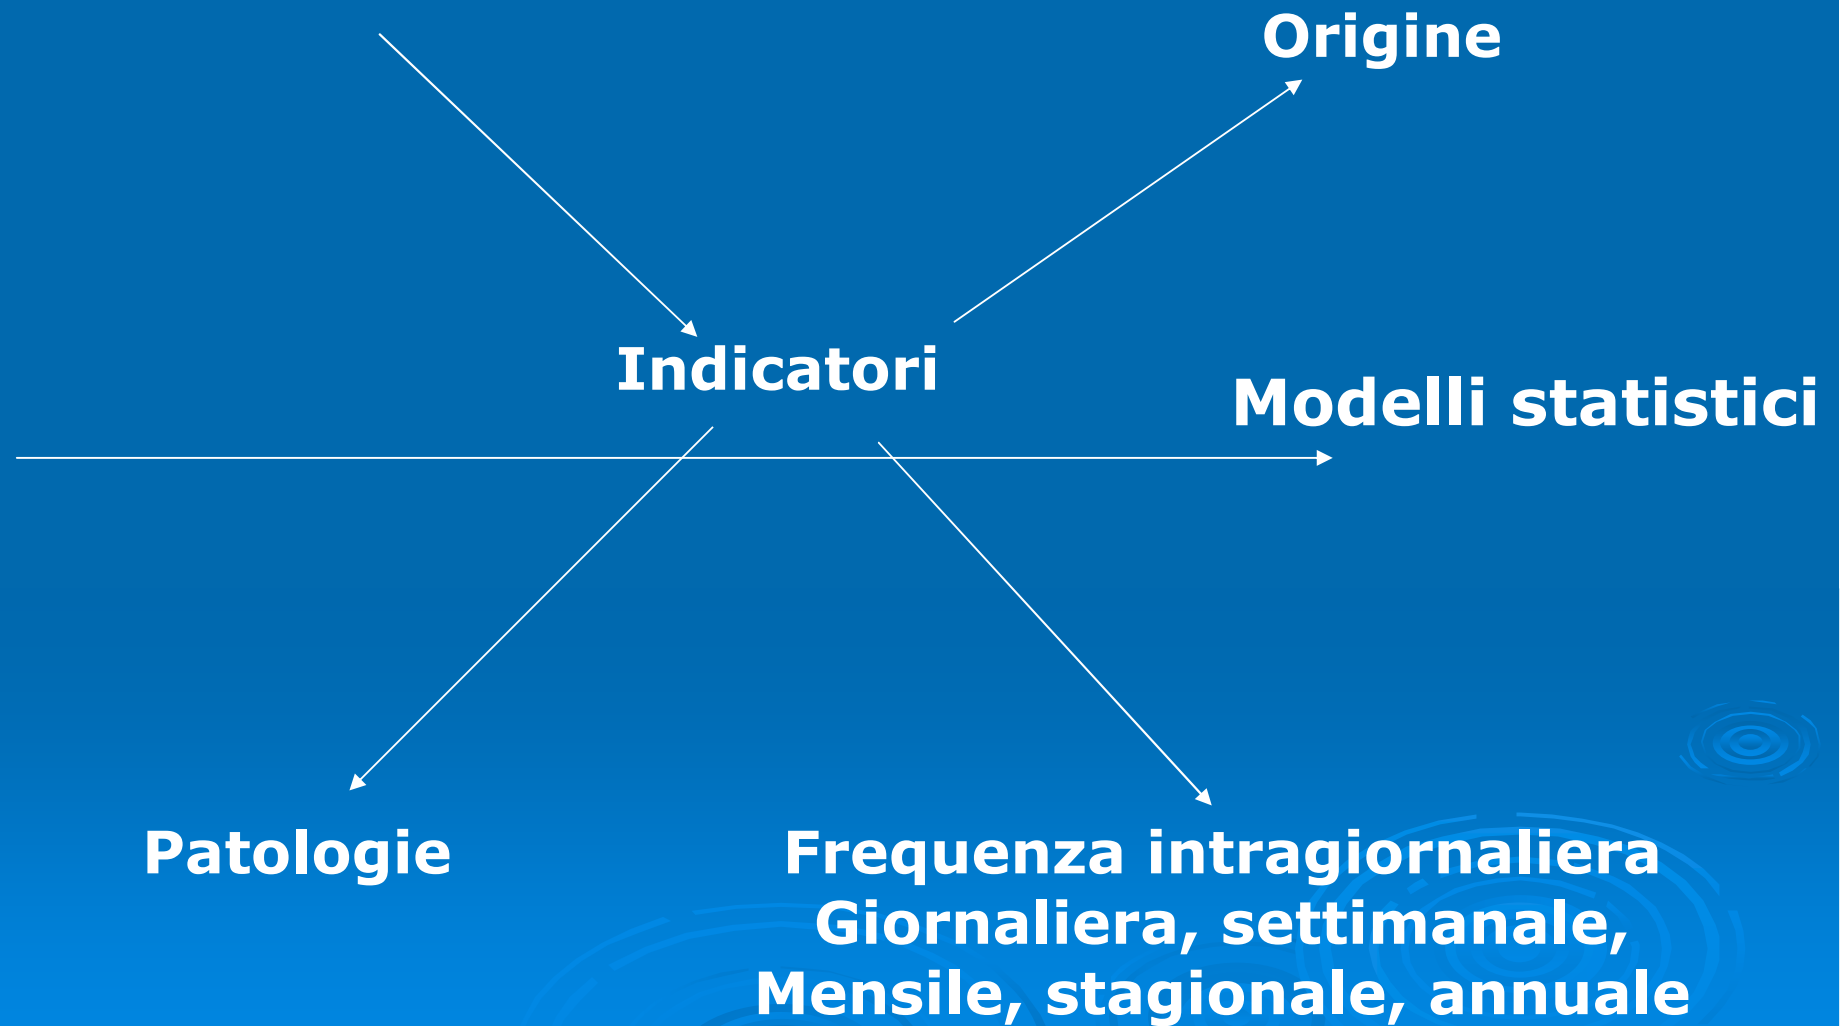 Origine
Indicatori
Modelli statistici
Patologie
Frequenza intragiornaliera
Giornaliera, settimanale,
Mensile, stagionale, annuale